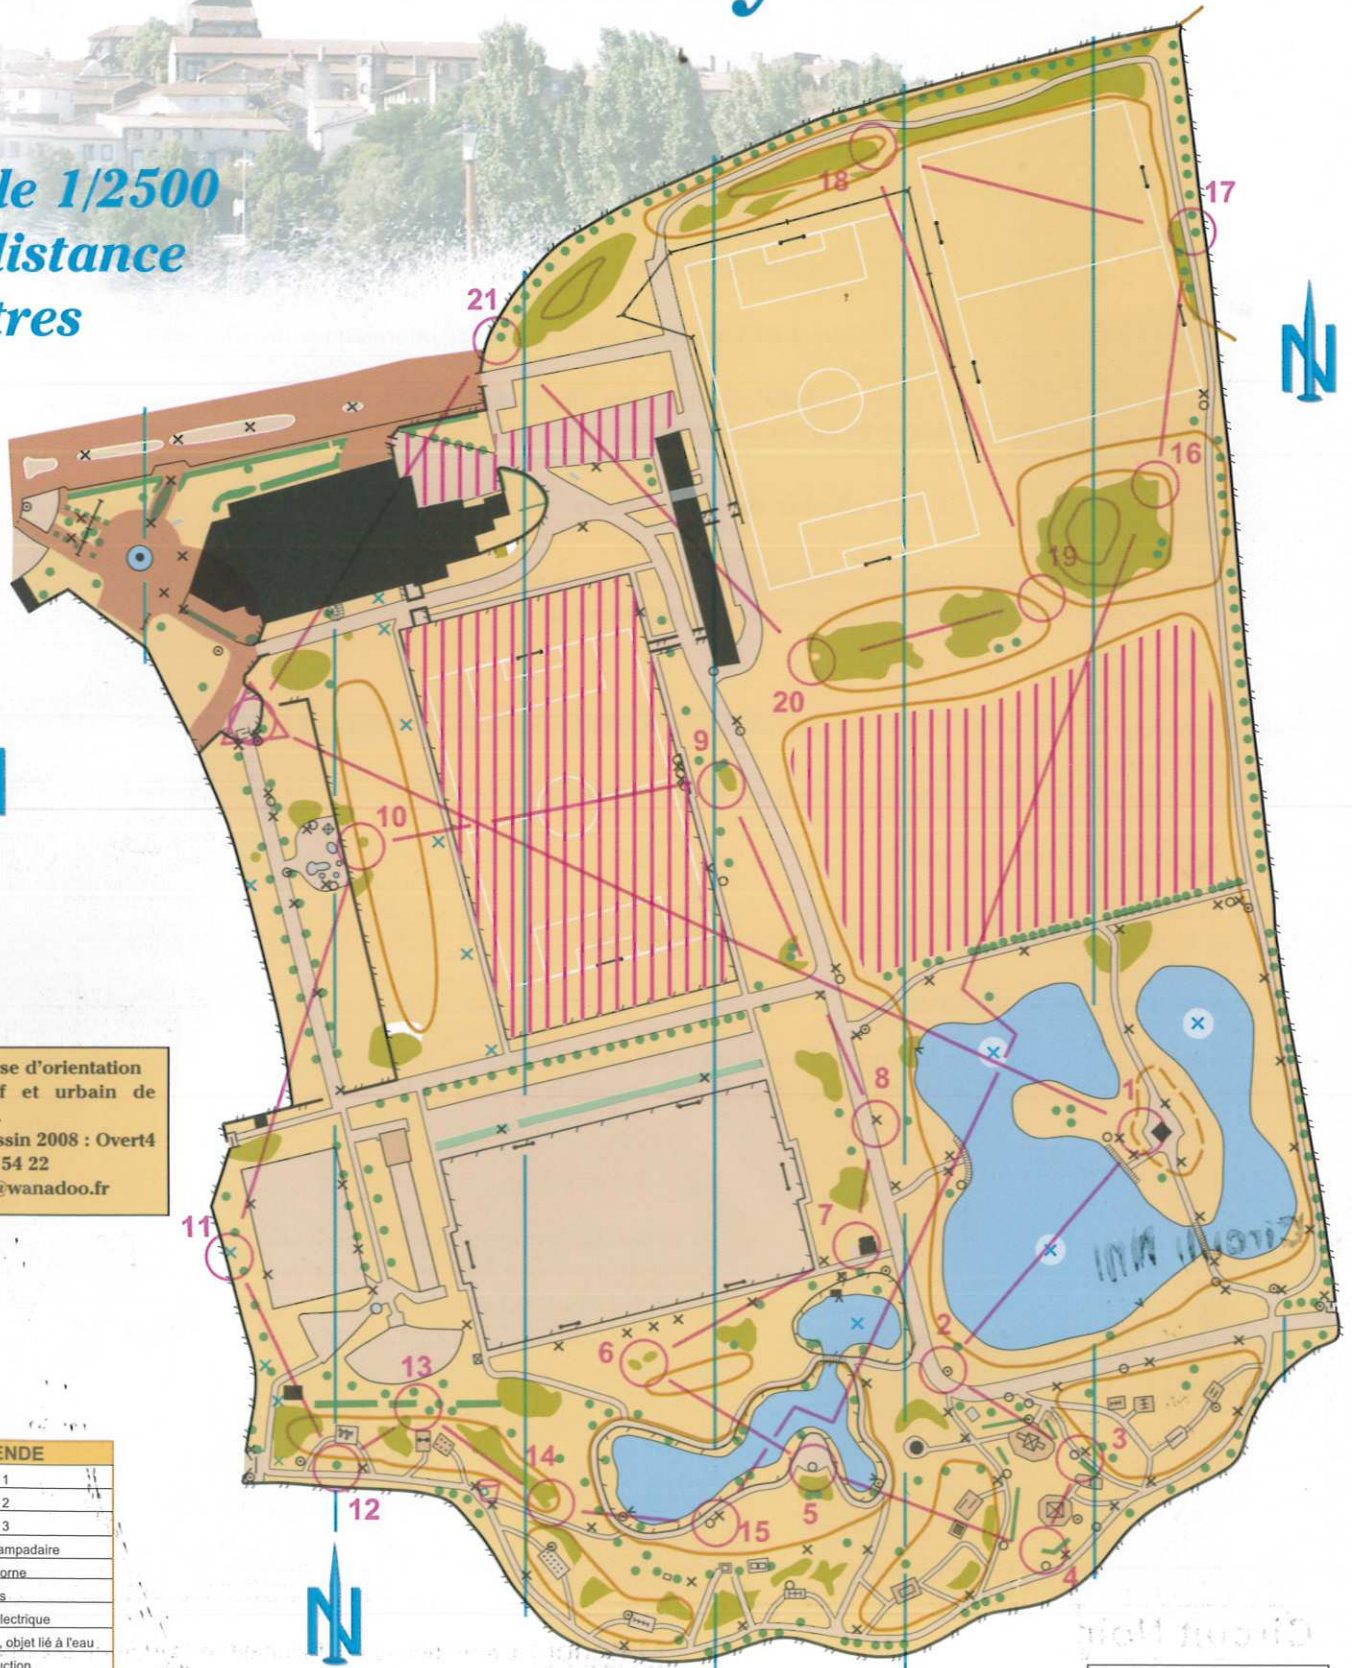 le 1/2500
distance
tres
17
18
21
N
16
19
20
9
10
se d'orientation
f et urbain de
ssin 2008 : Overt4
54 22
@wanadoo.fr
1
8
11
7
2
6
13
3
14
5
15
12
4
ENDE
1
2
3
ampadaire
orne
s
lectrique
, objet lié à l'eau
uction
N